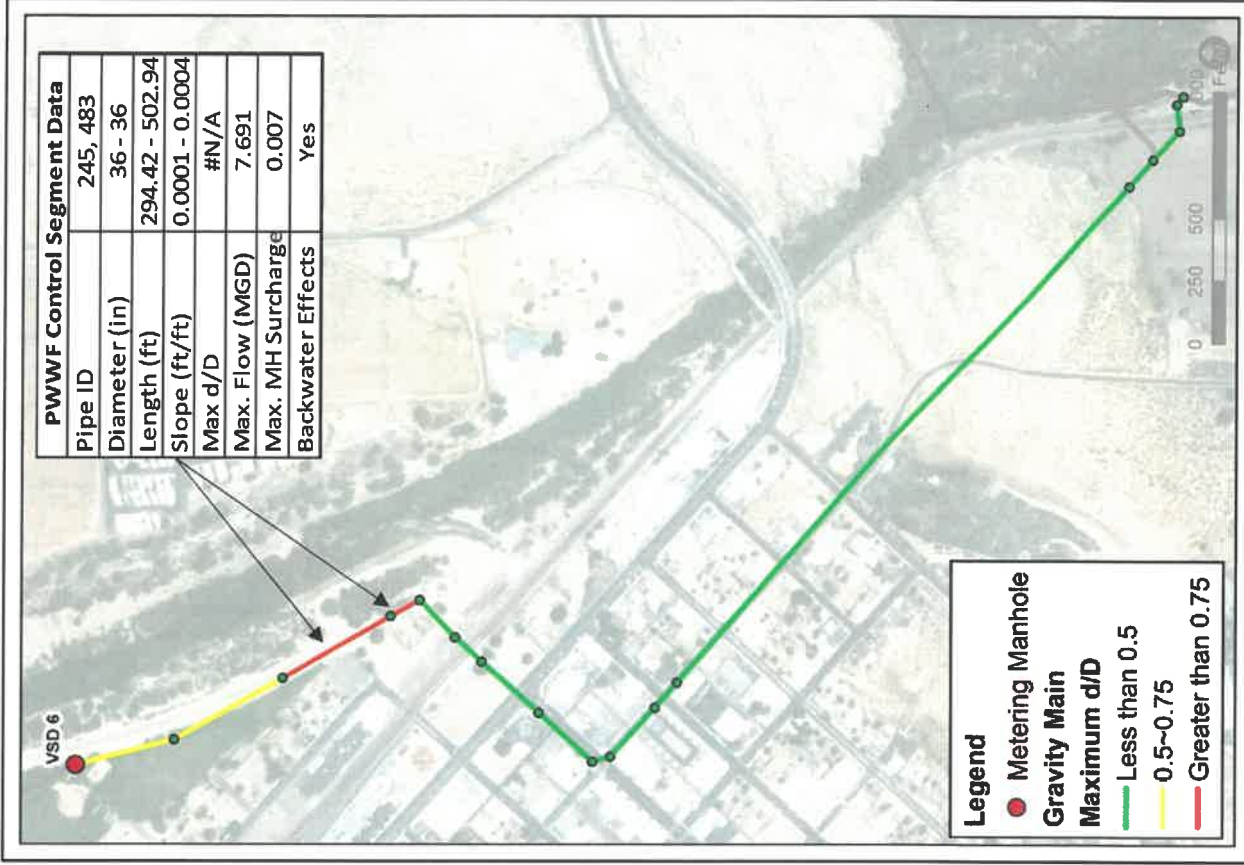 PWWF Control Segment Data
Pipe ID 245, 483
Diameter (in) 36 - 36
Length (ft) 294.42 - 502.94
Slope (ft/ft) 0.0001 - 0.0004
Max d/D #N/A
Max. Flow (MGD) 7.691
Max. MH Surcharge 0.007
Backwater Effects Yes
VSD 6
Legend
Metering Manhole
Gravity Main
Maximum d/D
Less than 0.5
0.5~0.75
Greater than 0.75
0 250 500 1,000
Feet